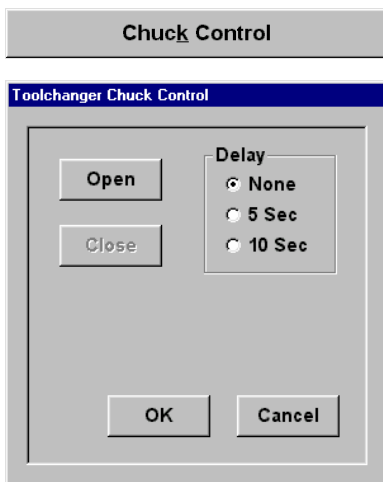 Chuck Control
Toolchanger Chuck Control
Open
Close
Delay
None
5 Sec
10 Sec
OK
Cancel